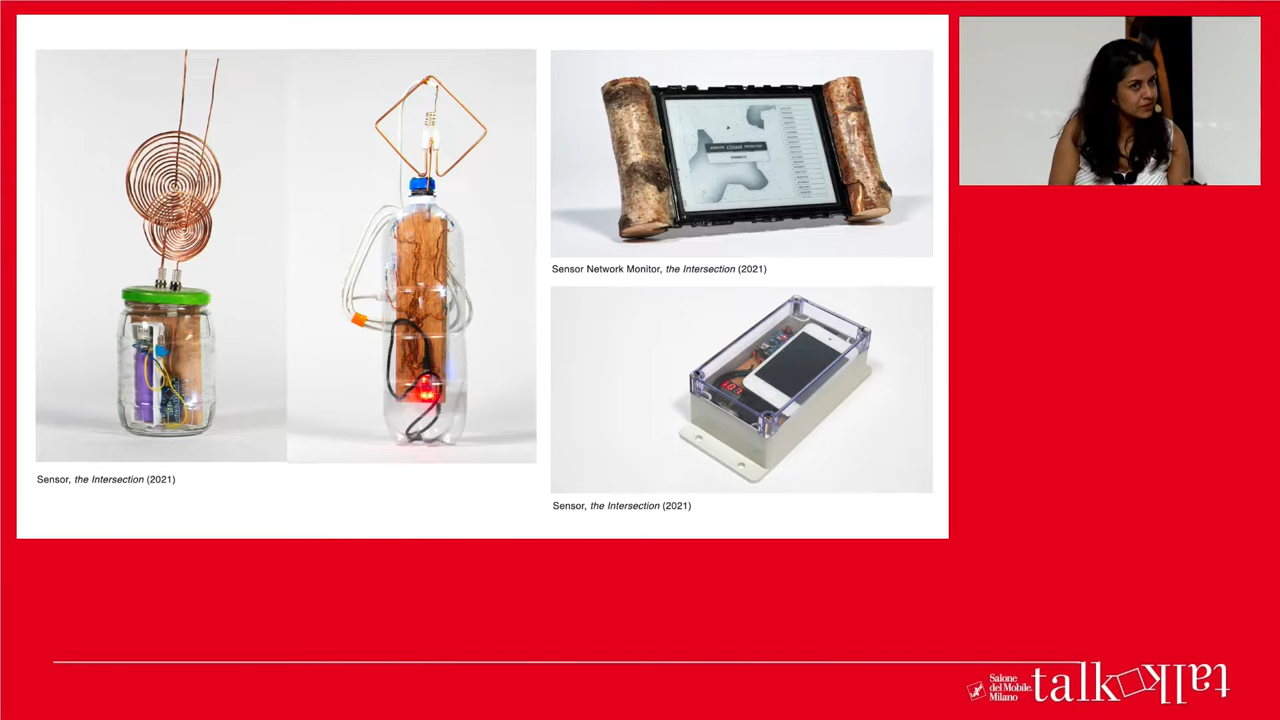 Sensor, the Intersection (2021)
Sensor Network Monitor, the Intersection (2021)
Sensor, the Intersection (2021)
Salone
del Mobile.
Milano
talk
talk